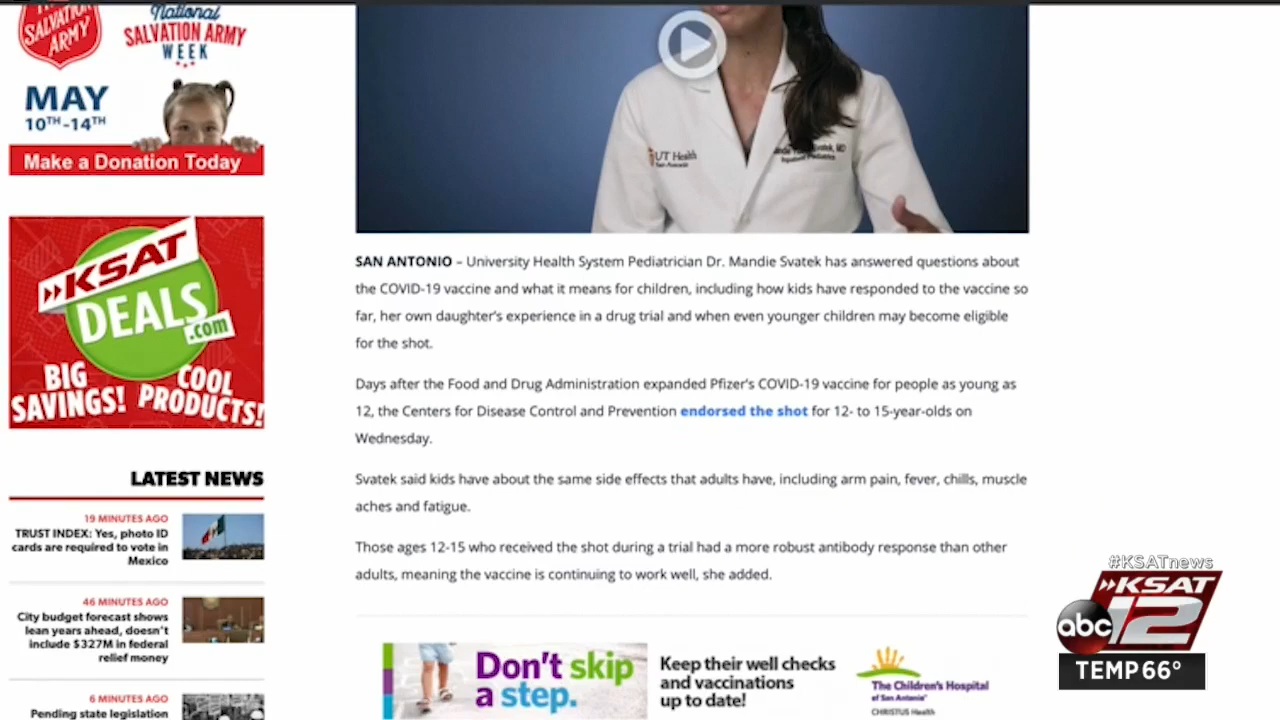 SALVATION
ARMY
National
SALVATION ARMY
WEEK
MAY
10TH-14TH
Make a Donation Today
KSAT
DEALS
.com
BIG
SAVINGS!
COOL
PRODUCTS!
LATEST NEWS
19 MINUTES AGO
TRUST INDEX: Yes, photo ID
cards are required to vote in
Mexico
46 MINUTES AGO
City budget forecast shows
lean years ahead, doesn't
include $327M in federal
relief money
6 MINUTES AGO
Pending state legislation
UT Health
San Antonio
Svatek, MD
Inpatient Pediatrics
SAN ANTONIO – University Health System Pediatrician Dr. Mandie Svatek has answered questions about
the COVID-19 vaccine and what it means for children, including how kids have responded to the vaccine so
far, her own daughter's experience in a drug trial and when even younger children may become eligible
for the shot.
Days after the Food and Drug Administration expanded Pfizer's COVID-19 vaccine for people as young as
12, the Centers for Disease Control and Prevention endorsed the shot for 12- to 15-year-olds on
Wednesday.
Svatek said kids have about the same side effects that adults have, including arm pain, fever, chills, muscle
aches and fatigue.
Those ages 12-15 who received the shot during a trial had a more robust antibody response than other
adults, meaning the vaccine is continuing to work well, she added.
Don't skip
a step.
Keep their well checks
and vaccinations
up to date!
The Children's Hospital
of San Antonio
CHRISTUS Health
#KSATnews
KSAT
abc 12
TEMP 66°